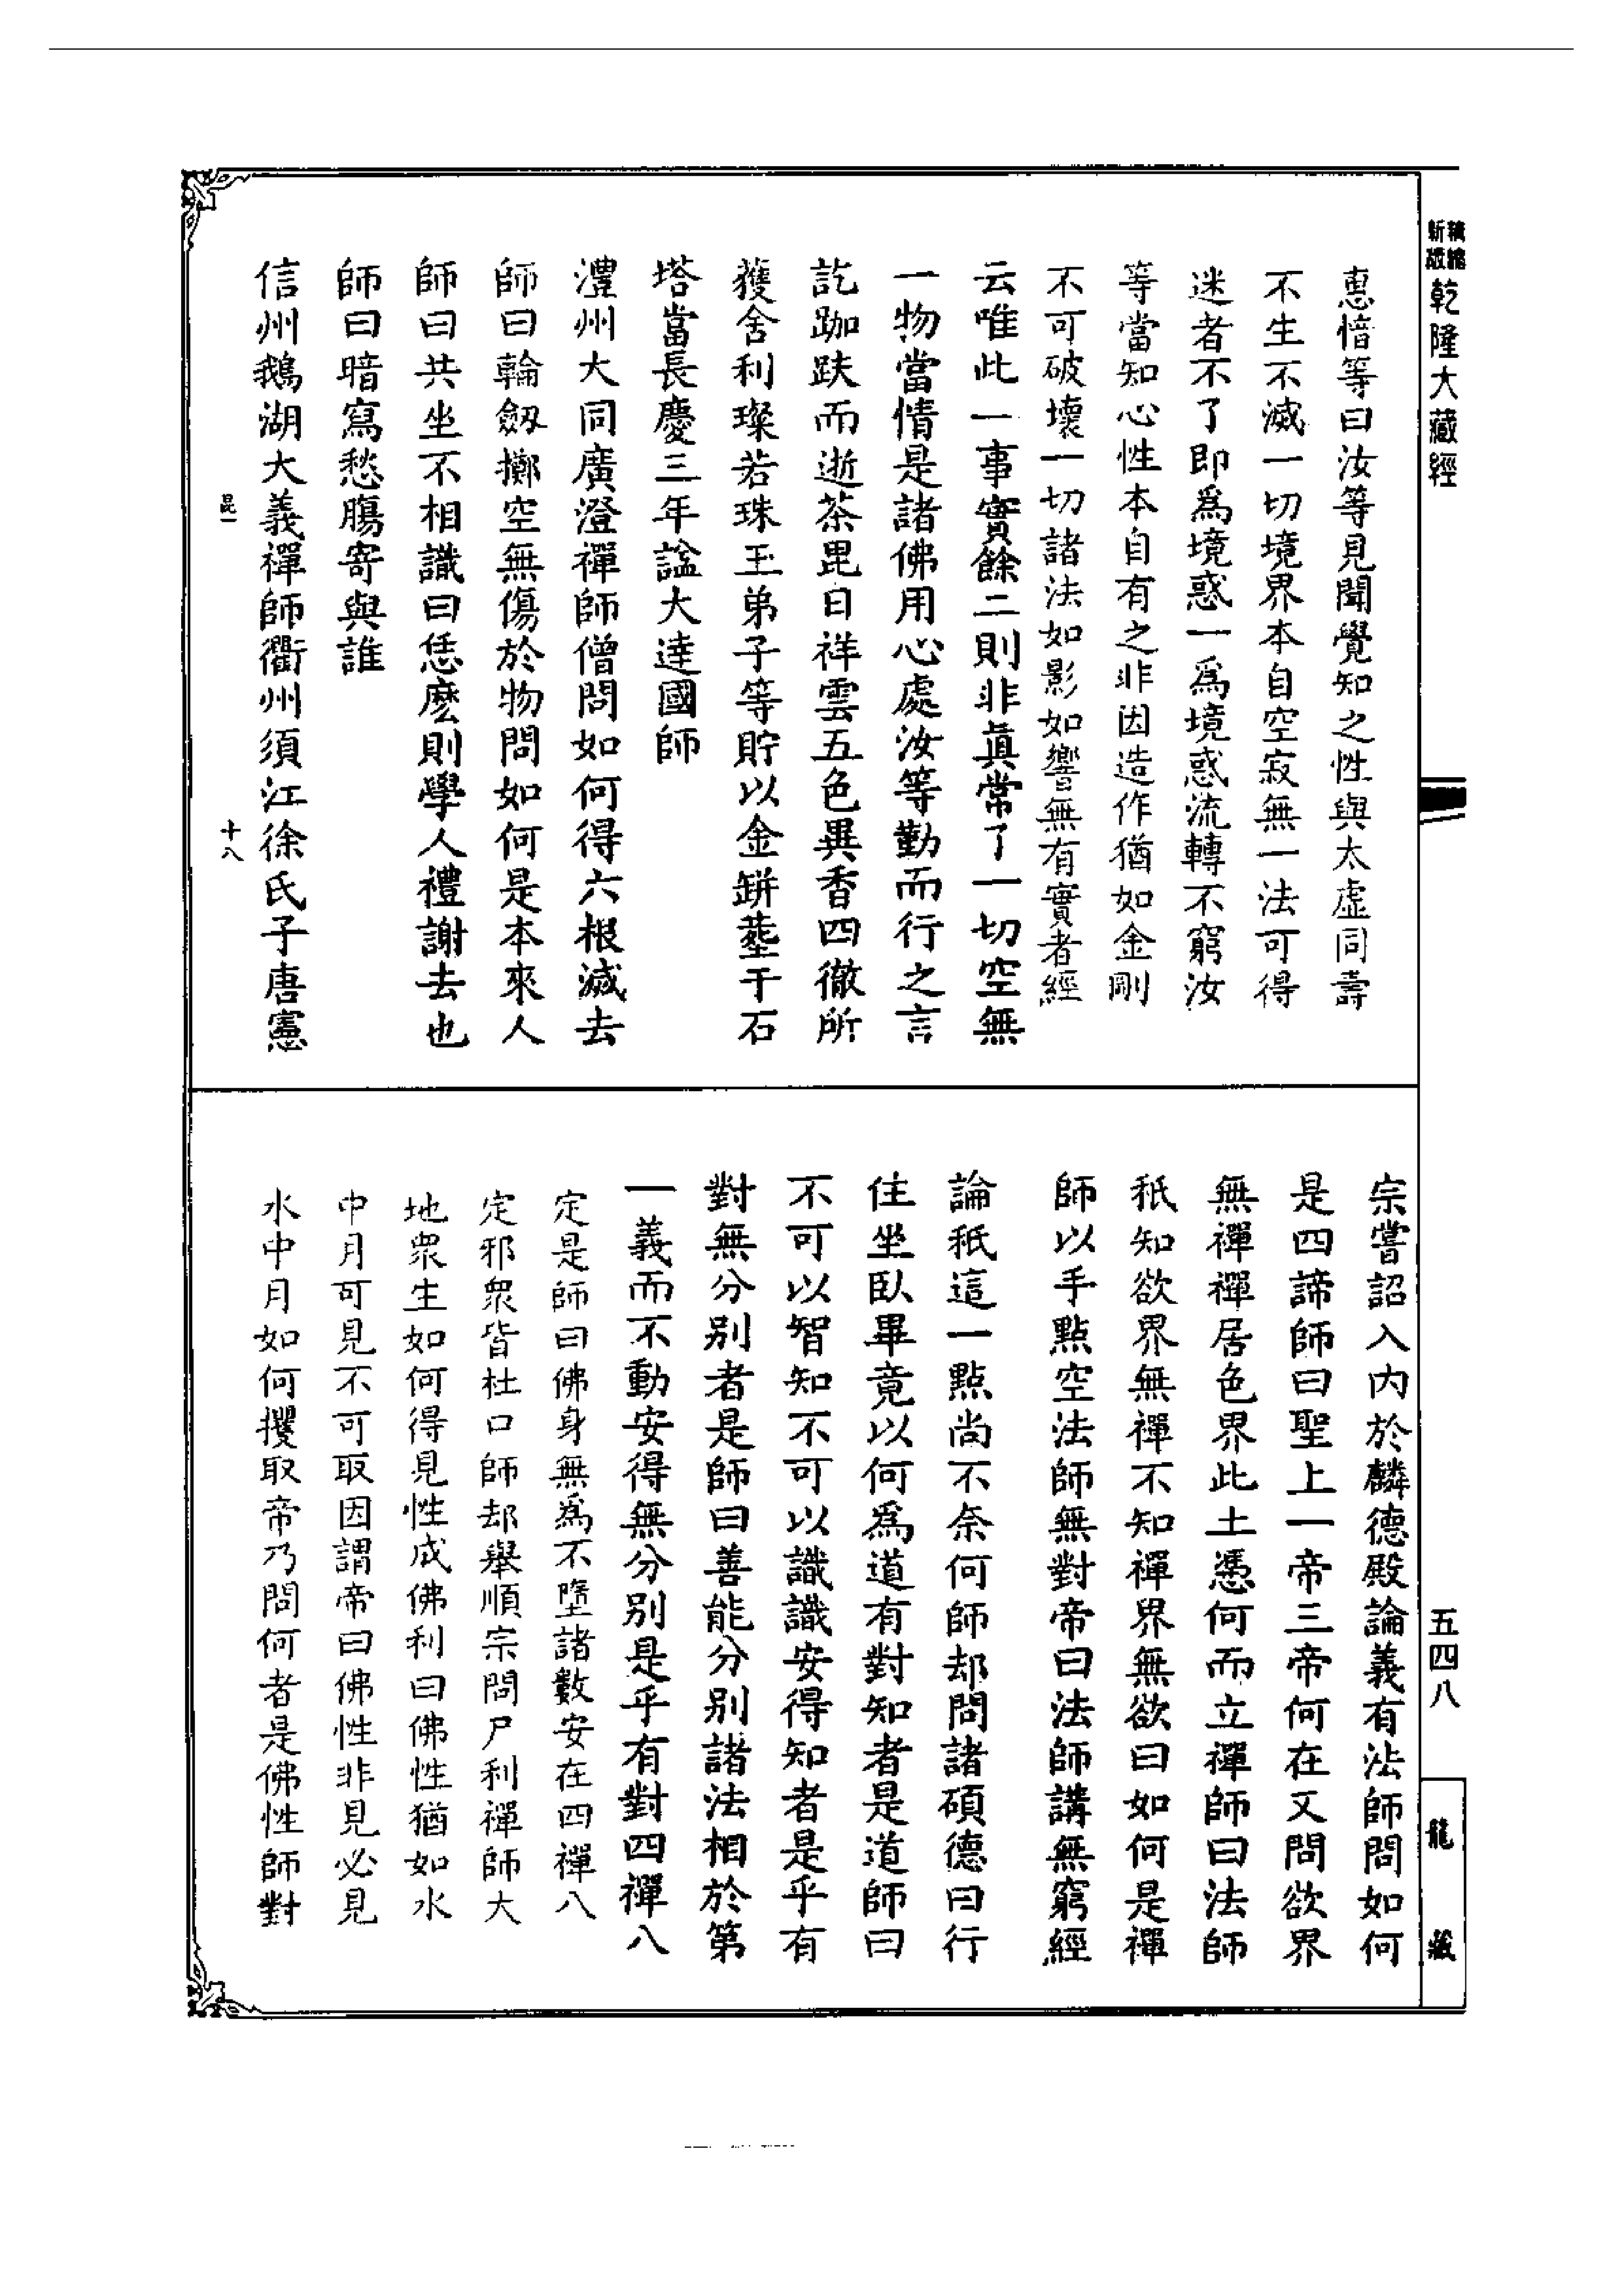 新版
精縮
乾隆大藏經
五四八
龍藏
惠愔等曰汝等見聞覺知之性與太虛同壽
不生不滅一切境界本自空寂無一法可得
迷者不了即爲境惑一爲境惑流轉不窮汝
等當知心性本自有之非因造作猶如金剛
不可破壞一切諸法如影如響無有實者經
云唯此一事實餘二則非眞常了一切空無
一物當情是諸佛用心處汝等勤而行之言
訖跏趺而逝茶毘日祥雲五色異香四徹所
獲舍利璨若珠玉弟子等貯以金缾塟于石
塔當長慶三年諡大達國師
澧州大同廣澄禪師僧問如何得六根滅去
師曰輪劔擲空無傷於物問如何是本來人
師曰共坐不相識曰恁麽則學人禮謝去也
師曰暗寫愁膓寄與誰
信州鵝湖大義禪師衢州須江徐氏子唐憲
昆一
十八
宗嘗詔入内於麟德殿論義有法師問如何
是四諦師曰聖上一帝三帝何在又問欲界
無禪禪居色界此土憑何而立禪師曰法師
秖知欲界無禪不知禪界無欲曰如何是禪
師以手點空法師無對帝曰法師講無窮經
論秖這一點尚不奈何師却問諸碩德曰行
住坐臥畢竟以何爲道有對知者是道師曰
不可以智知不可以識識安得知者是乎有
對無分別者是師曰善能分別諸法相於第
一義而不動安得無分別是乎有對四禪八
定是師曰佛身無爲不墮諸數安在四禪八
定邪衆皆杜口師却舉順宗問尸利禪師大
地衆生如何得見性成佛利曰佛性猶如水
中月可見不可取因謂帝曰佛性非見必見
水中月如何攫取帝乃問何者是佛性師對